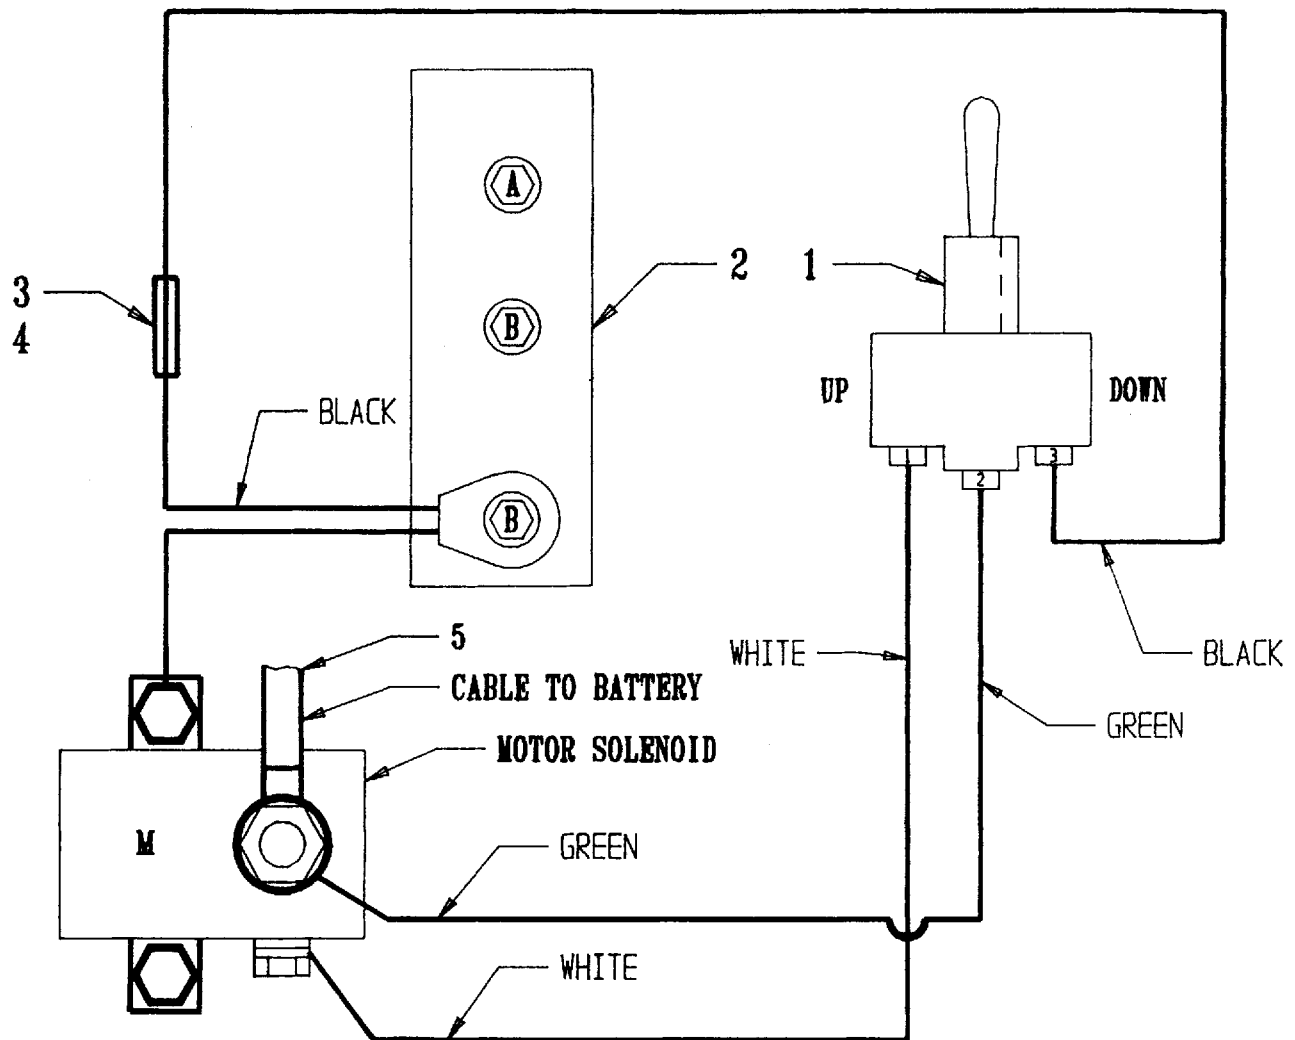 A
2
1
3
4
B
UP
DOWN
BLACK
1
3
2
B
5
WHITE
BLACK
CABLE TO BATTERY
GREEN
MOTOR SOLENOID
M
GREEN
WHITE